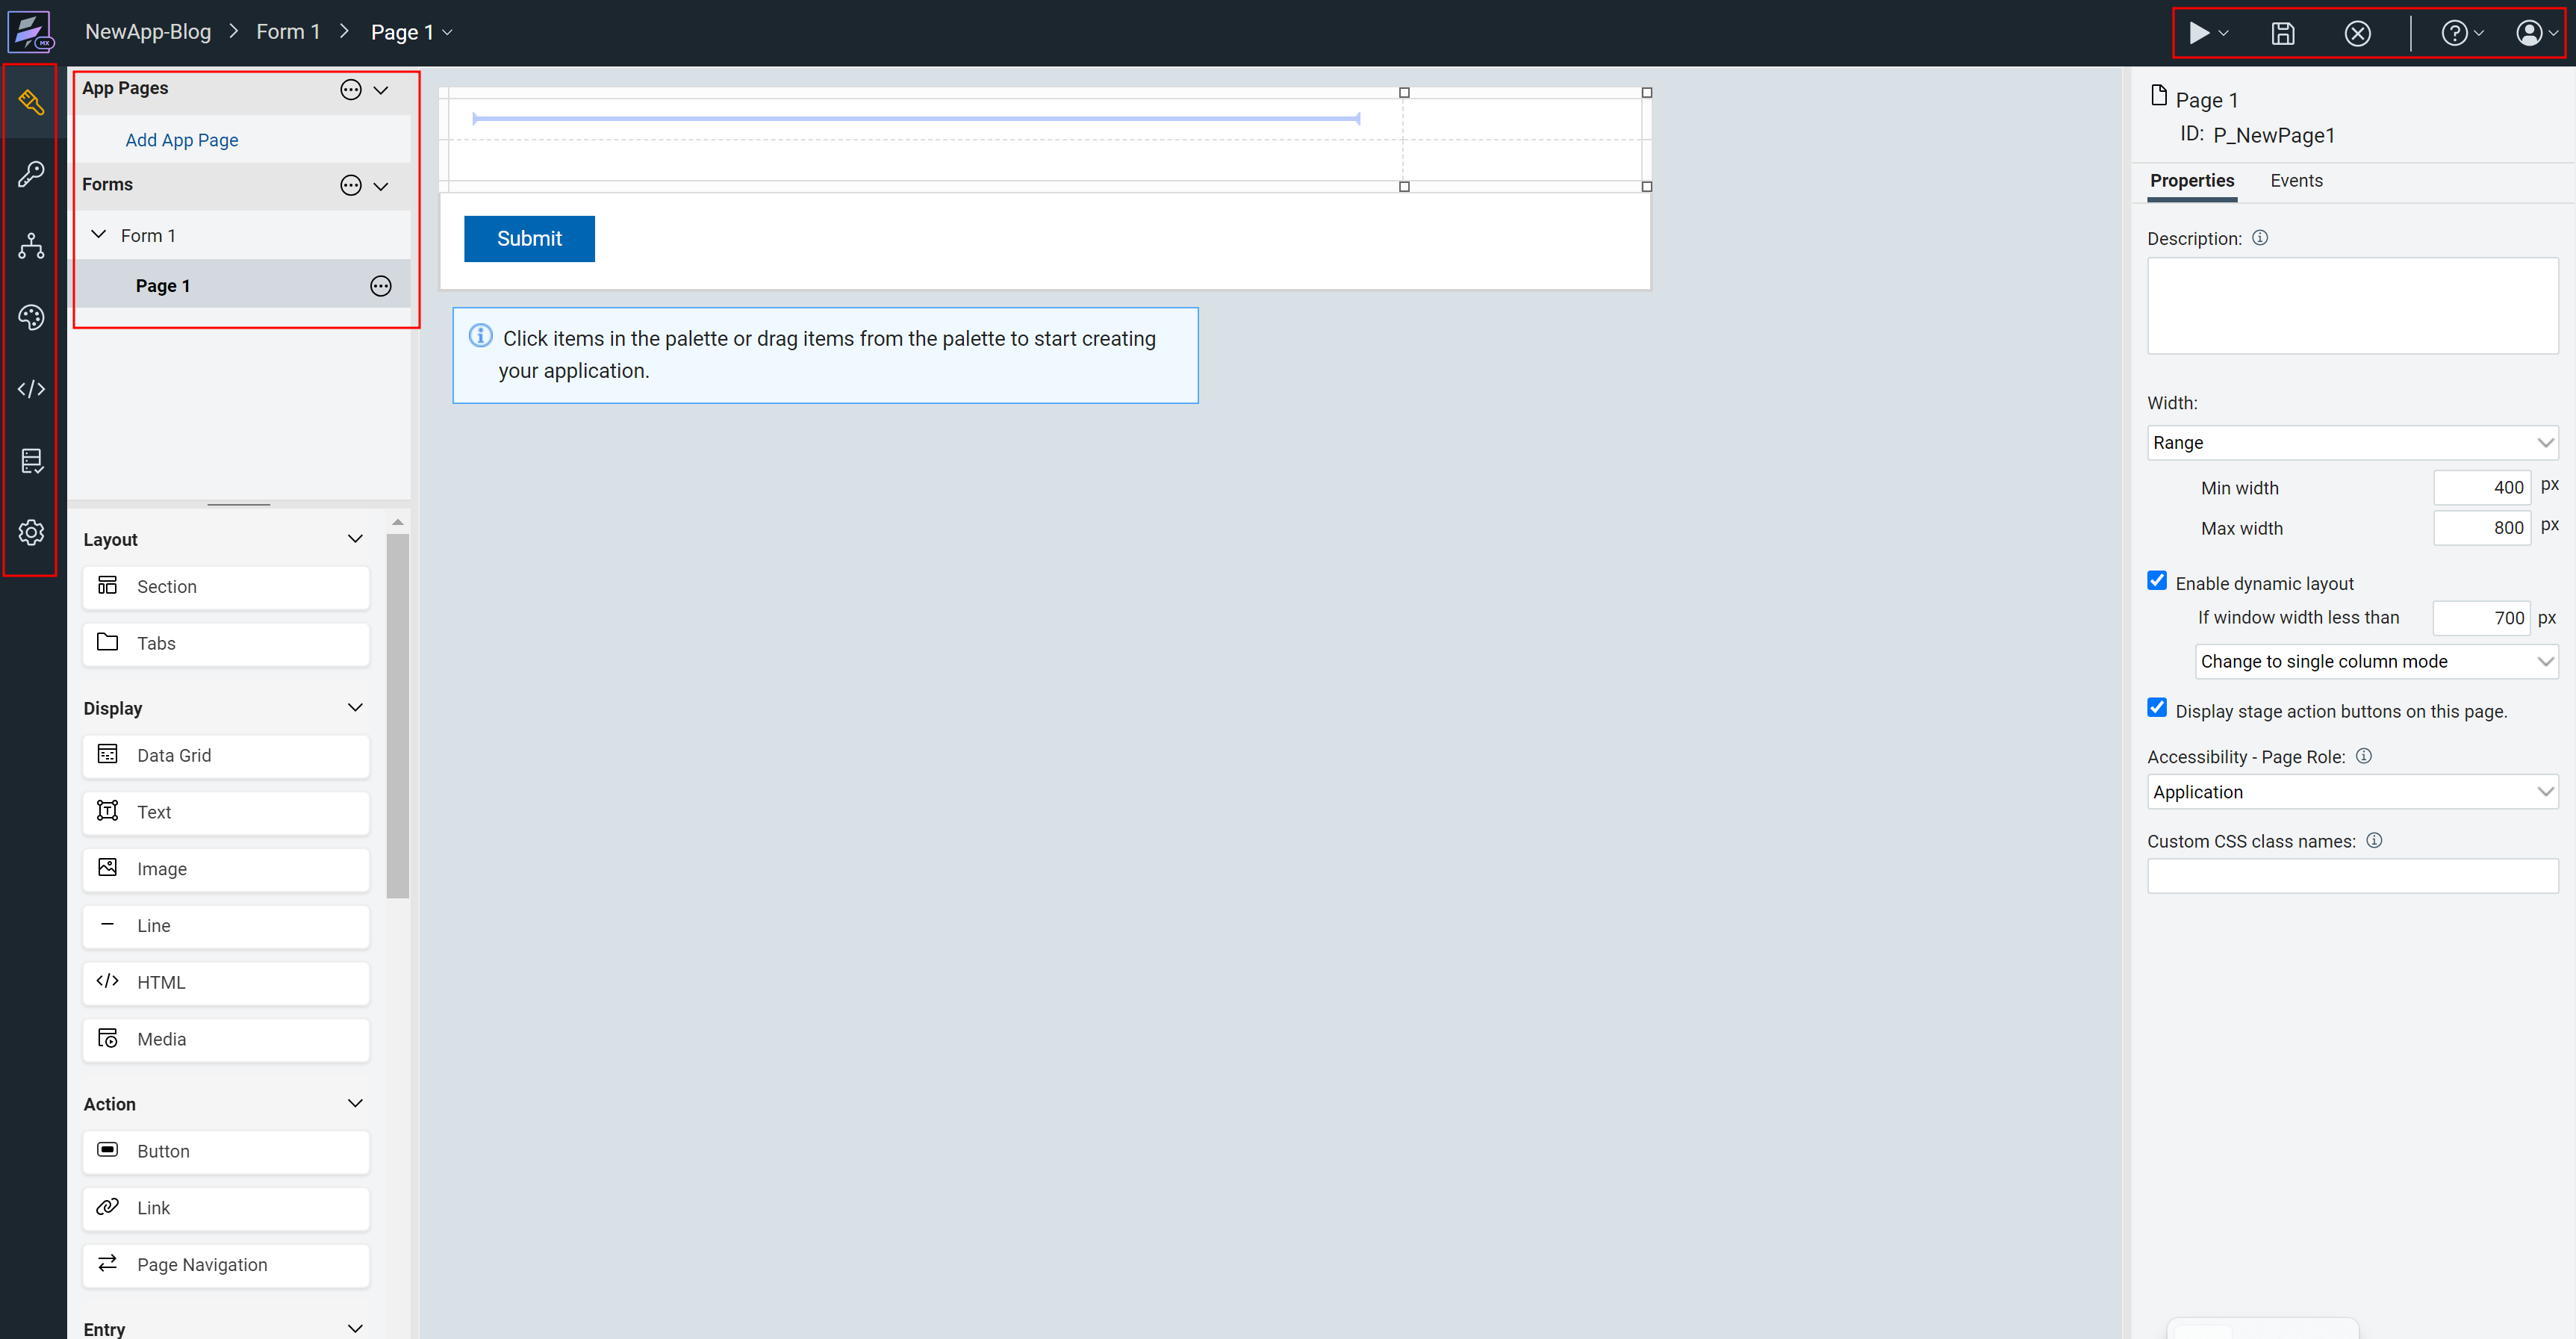 NewApp-Blog > Form 1 > Page 1
MX
App Pages
Add App Page
Forms
Form 1
Page 1
Layout
Section
Tabs
Display
Data Grid
Text
Image
Line
HTML
Media
Action
Button
Link
Page Navigation
Entry
Submit
Click items in the palette or drag items from the palette to start creating
your application.
Page 1
ID: P_NewPage1
Properties Events
Description:
Width:
Range
Min width 400 px
Max width 800 px
Enable dynamic layout
If window width less than 700 px
Change to single column mode
Display stage action buttons on this page.
Accessibility - Page Role:
Application
Custom CSS class names: